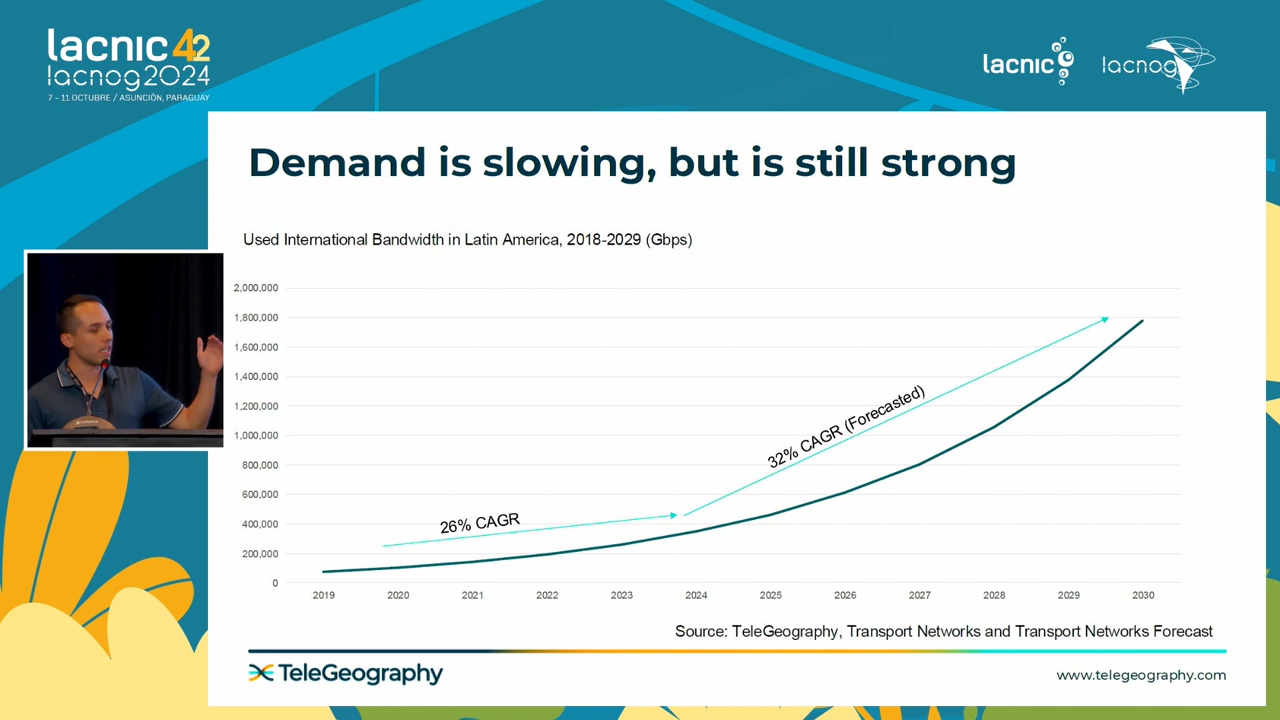 lacnic 42
lacnog2024
7 - 11 OCTUBRE / ASUNCIÓN, PARAGUAY
lacnic
lacnog
Demand is slowing, but is still strong
Used International Bandwidth in Latin America, 2018-2029 (Gbps)
2,000,000
1,800,000
1,600,000
1,400,000
1,200,000
1,000,000
800,000
600,000
400,000
200,000
0
26% CAGR
32% CAGR (Forecasted)
2019 2020 2021 2022 2023 2024 2025 2026 2027 2028 2029 2030
Source: TeleGeography, Transport Networks and Transport Networks Forecast
TeleGeography
www.telegeography.com